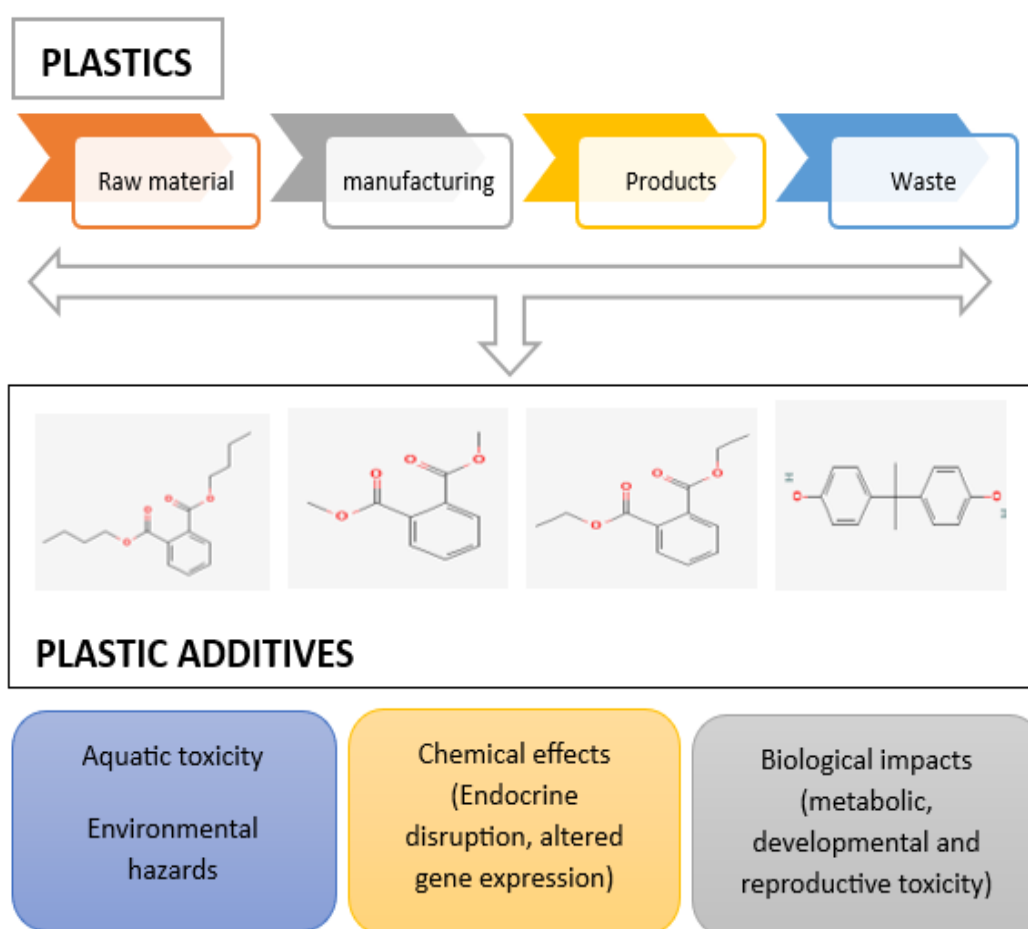 PLASTICS
Raw material
manufacturing
Products
Waste
O
O
O
O
O
O
O
O
O
O
O
O
H
O
O
H
PLASTIC ADDITIVES
Aquatic toxicity
Environmental
hazards
Chemical effects
(Endocrine
disruption, altered
gene expression)
Biological impacts
(metabolic,
developmental and
reproductive toxicity)